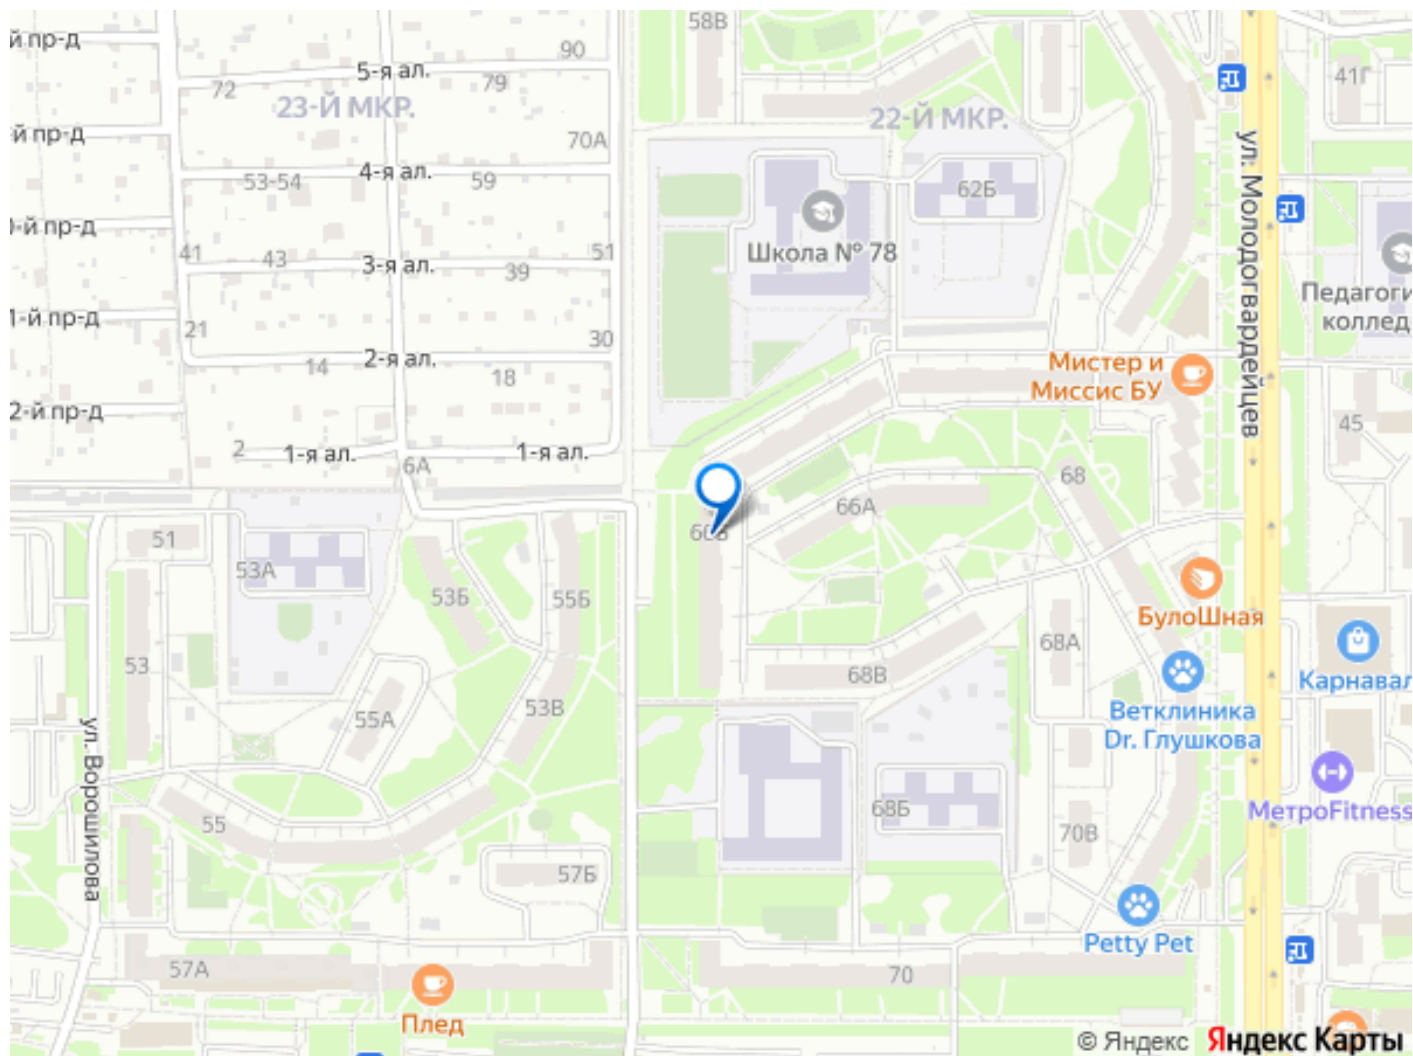 й пр-д
58В
90
5-я ал.
72
79
41Г
23-Й МКР.
22-Й МКР.
й пр-д
70А
4-я ал.
53-54
59
62Б
ул. Молодогвардейцев
Школа № 78
41
43
3-я ал.
39
51
Педагоги
колледж
1-й пр-д
21
30
14
2-я ал.
18
Мистер и
Миссис БУ
2-й пр-д
45
2
1-я ал.
1-я ал.
6А
68
66А
51
53А
53Б
55Б
БулоШная
53
68А
68В
Карнавал
55А
53В
Ветклиника
Dr. Глушкова
ул. Ворошилова
МетроFitness
55
68Б
70В
57Б
Petty Pet
57А
70
Плед
© Яндекс Яндекс Карты